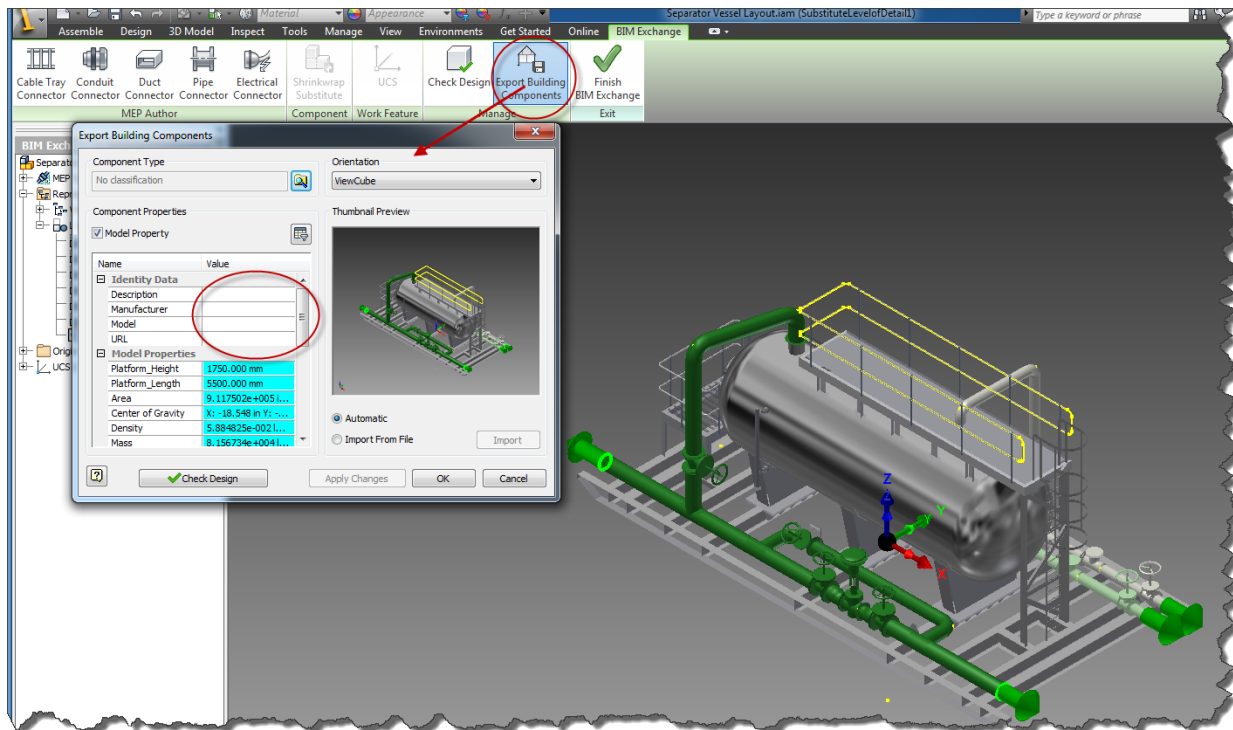 Material
Appearance
Separator Vessel Layout.iam (SubstituteLevelofDetail1)
Type a keyword or phrase
Assemble Design 3D Model Inspect Tools Manage View Environments Get Started Online BIM Exchange
Cable Tray Connector
Conduit Connector
Duct Connector
Pipe Connector
Electrical Connector
Shrinkwrap Substitute
UCS
Check Design
Export Building Components
Finish BIM Exchange
MEP Author Component Work Feature Manage Exit
BIM Exch
Separat
MEP
Repr
Orig
UCS
Export Building Components
Component Type
No classification
Orientation
ViewCube
Component Properties
Model Property
Thumbnail Preview
Name Value
Identity Data
Description
Manufacturer
Model
URL
Model Properties
Platform_Height 1750.000 mm
Platform_Length 5500.000 mm
Area 9.117502e+005 i...
Center of Gravity X: -18.548 in Y: -...
Density 5.884825e-002 l...
Mass 8.156734e+004 l...
Automatic
Import From File
Import
Check Design
Apply Changes
OK
Cancel
Z
Y
X